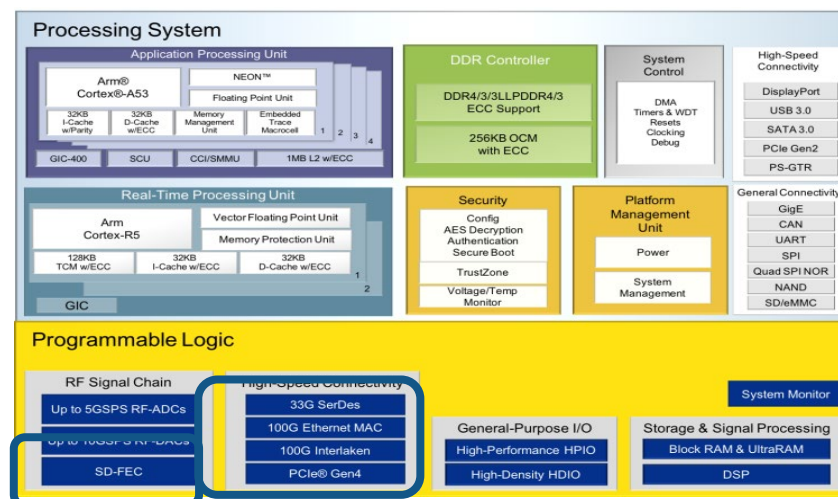 Processing System
Application Processing Unit
Arm®
Cortex®-A53
NEON™
Floating Point Unit
32KB
I-Cache
w/Parity
32KB
D-Cache
w/ECC
Memory
Management
Unit
Embedded
Trace
Macrocell
1
2
3
4
GIC-400
SCU
CCI/SMMU
1MB L2 w/ECC
DDR Controller
DDR4/3/3LLPDDR4/3
ECC Support
256KB OCM
with ECC
System
Control
DMA
Timers & WDT
Resets
Clocking
Debug
High-Speed
Connectivity
DisplayPort
USB 3.0
SATA 3.0
PCIe Gen2
PS-GTR
Real-Time Processing Unit
Arm
Cortex-R5
Vector Floating Point Unit
Memory Protection Unit
128KB
TCM w/ECC
32KB
I-Cache w/ECC
32KB
D-Cache w/ECC
1
2
GIC
Security
Config
AES Decryption
Authentication
Secure Boot
TrustZone
Voltage/Temp
Monitor
Platform
Management
Unit
Power
System
Management
General Connectivity
GigE
CAN
UART
SPI
Quad SPI NOR
NAND
SD/eMMC
Programmable Logic
RF Signal Chain
Up to 5GSPS RF-ADCs
Up to 10GSPS RF-DACs
SD-FEC
High-Speed Connectivity
33G SerDes
100G Ethernet MAC
100G Interlaken
PCIe® Gen4
General-Purpose I/O
High-Performance HPIO
High-Density HDIO
System Monitor
Storage & Signal Processing
Block RAM & UltraRAM
DSP